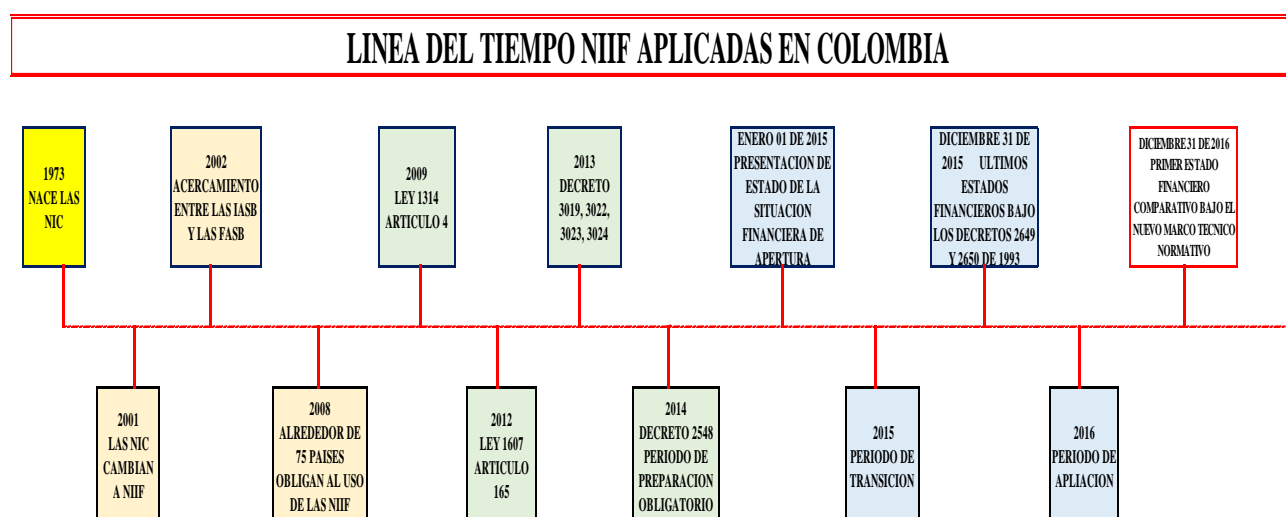 LINEA DEL TIEMPO NIIF APLICADAS EN COLOMBIA
1973
NACE LAS
NIC
2002
ACERCAMIENTO
ENTRE LAS IASB
Y LAS FASB
2009
LEY 1314
ARTICULO 4
2013
DECRETO
3019, 3022,
3023, 3024
ENERO 01 DE 2015
PRESENTACION DE
ESTADO DE LA
SITUACION
FINANCIERA DE
APERTURA
DICIEMBRE 31 DE
2015 ULTIMOS
ESTADOS
FINANCIEROS BAJO
LOS DECRETOS 2649
Y 2650 DE 1993
DICIEMBRE 31 DE 2016
PRIMER ESTADO
FINANCIERO
COMPARATIVO BAJO EL
NUEVO MARCO TECNICO
NORMATIVO
2001
LAS NIC
CAMBIAN
A NIIF
2008
ALREDEDOR DE
75 PAISES
OBLIGAN AL USO
DE LAS NIIF
2012
LEY 1607
ARTICULO
165
2014
DECRETO 2548
PERIODO DE
PREPARACION
OBLIGATORIO
2015
PERIODO DE
TRANSICION
2016
PERIODO DE
APLIACION